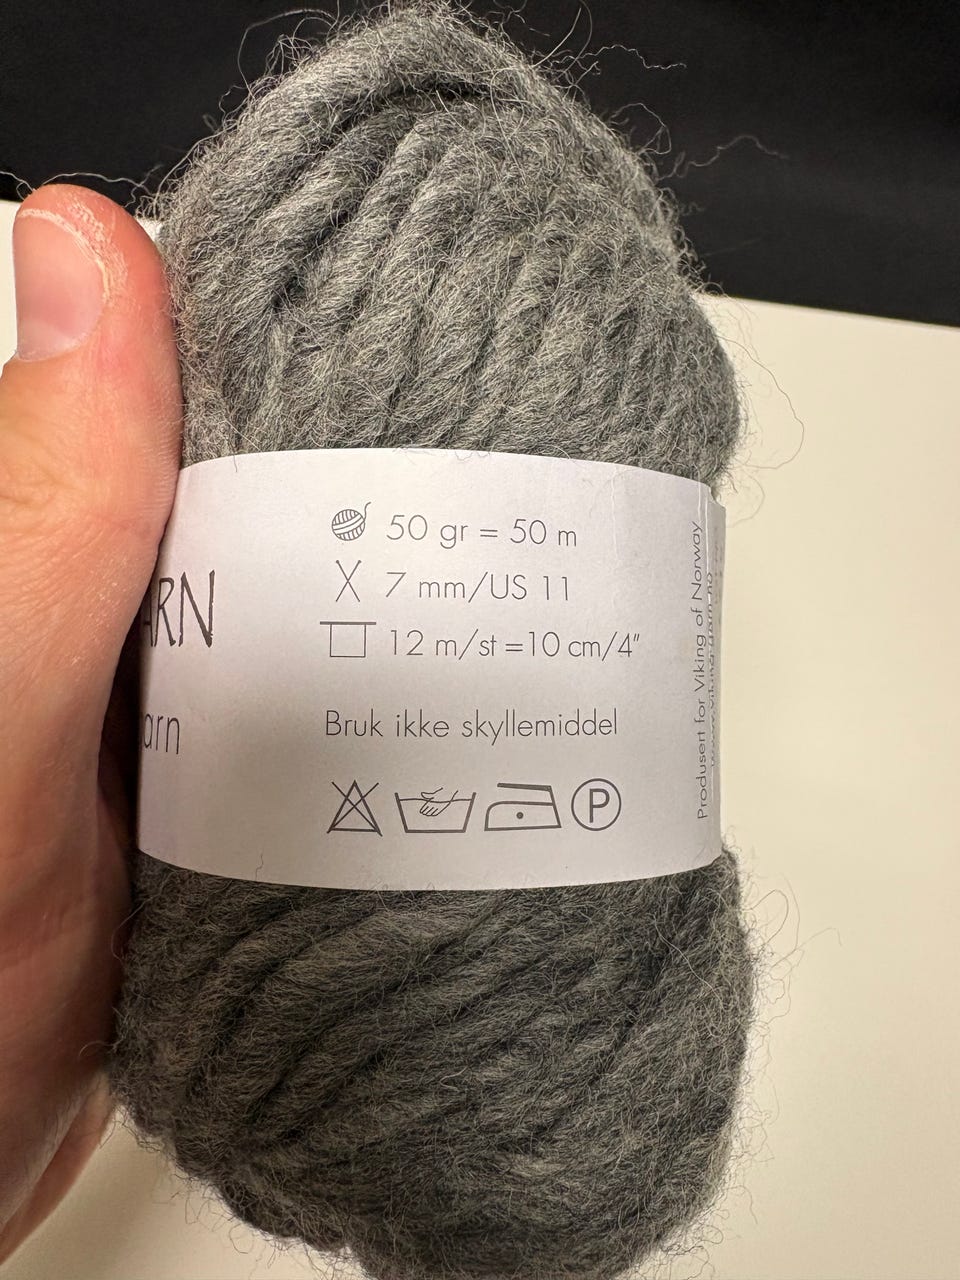 ARN
arn
50 gr = 50 m
7 mm/US 11
12 m/st =10 cm/4"
Bruk ikke skyllemiddel
P
Produsert for Viking of Norway